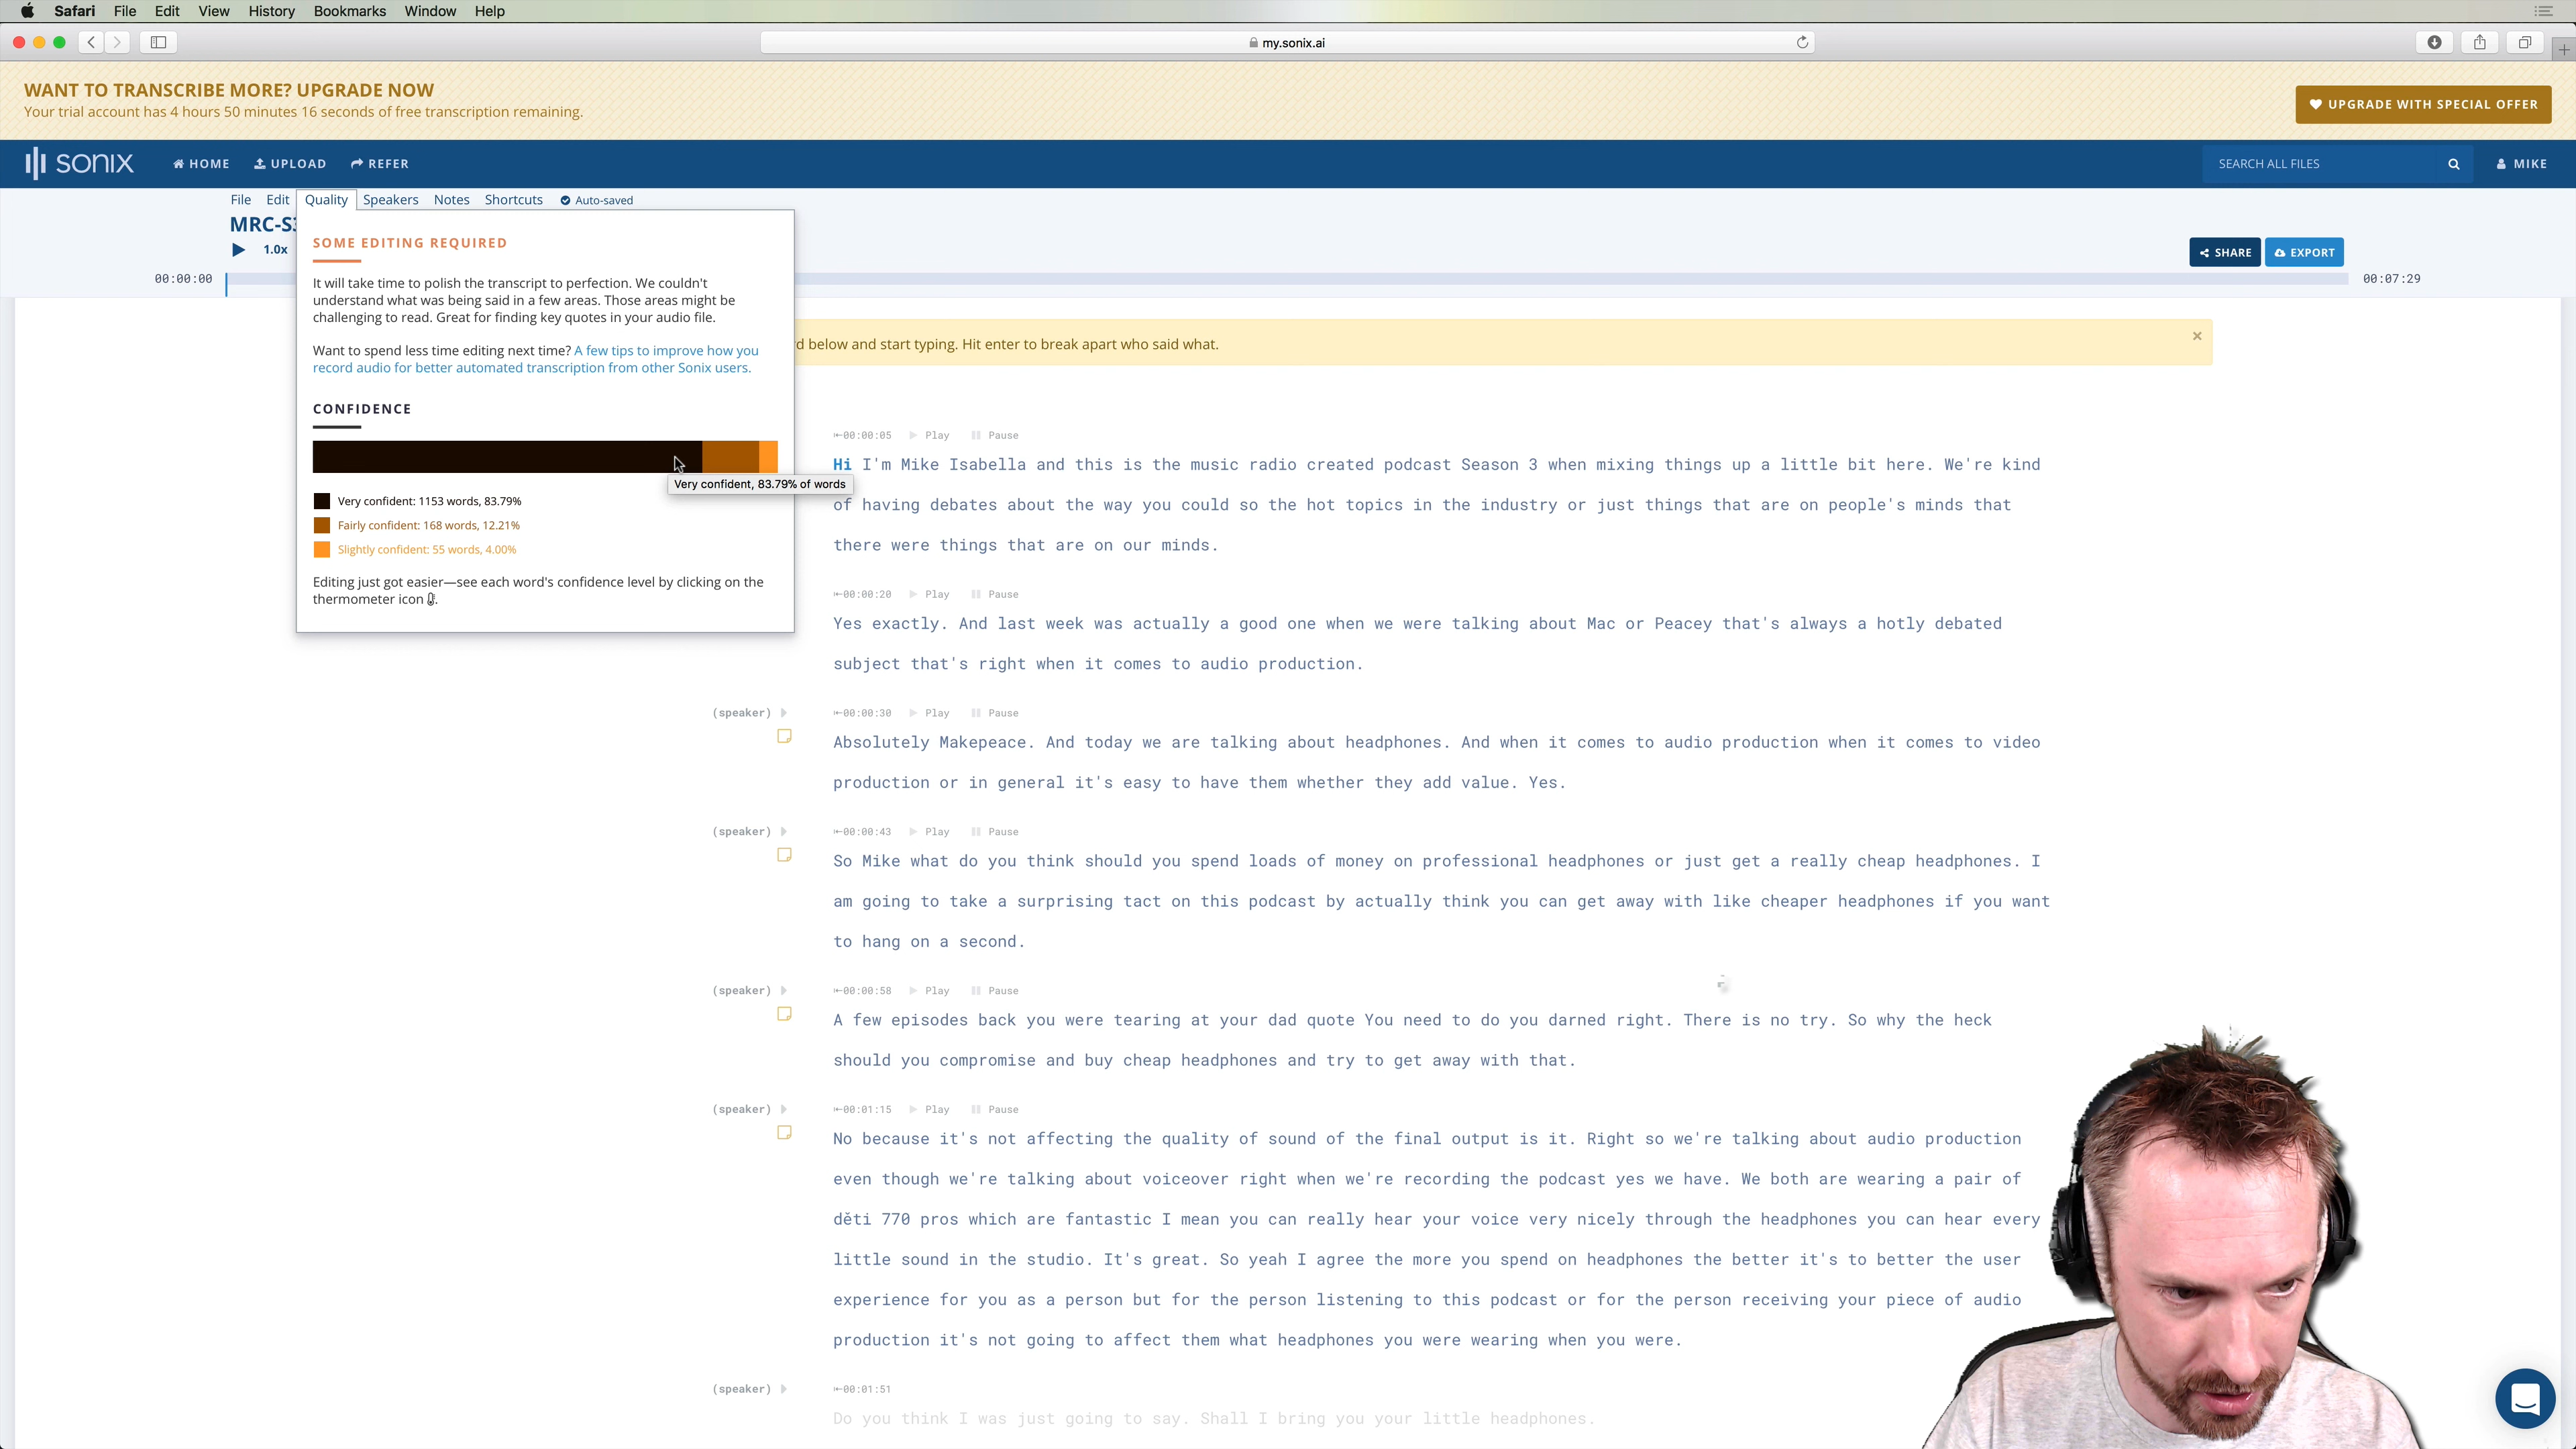 Safari File Edit View History Bookmarks Window Help
my.sonix.ai
WANT TO TRANSCRIBE MORE? UPGRADE NOW
Your trial account has 4 hours 50 minutes 16 seconds of free transcription remaining.
UPGRADE WITH SPECIAL OFFER
sonix HOME UPLOAD REFER
SEARCH ALL FILES MIKE
File Edit Quality Speakers Notes Shortcuts Auto-saved
MRC-S3
1.0x
SHARE EXPORT
00:00:00
00:07:29
SOME EDITING REQUIRED
It will take time to polish the transcript to perfection. We couldn't
understand what was being said in a few areas. Those areas might be
challenging to read. Great for finding key quotes in your audio file.
Want to spend less time editing next time? A few tips to improve how you
record audio for better automated transcription from other Sonix users.
CONFIDENCE
Very confident, 83.79% of words
Very confident: 1153 words, 83.79%
Fairly confident: 168 words, 12.21%
Slightly confident: 55 words, 4.00%
Editing just got easier—see each word's confidence level by clicking on the
thermometer icon.
d below and start typing. Hit enter to break apart who said what.
00:00:05 Play Pause
Hi I'm Mike Isabella and this is the music radio created podcast Season 3 when mixing things up a little bit here. We're kind
of having debates about the way you could so the hot topics in the industry or just things that are on people's minds that
there were things that are on our minds.
00:00:20 Play Pause
Yes exactly. And last week was actually a good one when we were talking about Mac or Peacey that's always a hotly debated
subject that's right when it comes to audio production.
(speaker) 00:00:30 Play Pause
Absolutely Makepeace. And today we are talking about headphones. And when it comes to audio production when it comes to video
production or in general it's easy to have them whether they add value. Yes.
(speaker) 00:00:43 Play Pause
So Mike what do you think should you spend loads of money on professional headphones or just get a really cheap headphones. I
am going to take a surprising tact on this podcast by actually think you can get away with like cheaper headphones if you want
to hang on a second.
(speaker) 00:00:58 Play Pause
A few episodes back you were tearing at your dad quote You need to do you darned right. There is no try. So why the heck
should you compromise and buy cheap headphones and try to get away with that.
(speaker) 00:01:15 Play Pause
No because it's not affecting the quality of sound of the final output is it. Right so we're talking about audio production
even though we're talking about voiceover right when we're recording the podcast yes we have. We both are wearing a pair of
děti 770 pros which are fantastic I mean you can really hear your voice very nicely through the headphones you can hear every
little sound in the studio. It's great. So yeah I agree the more you spend on headphones the better it's to better the user
experience for you as a person but for the person listening to this podcast or for the person receiving your piece of audio
production it's not going to affect them what headphones you were wearing when you were.
(speaker) 00:01:51
Do you think I was just going to say. Shall I bring you your little headphones.